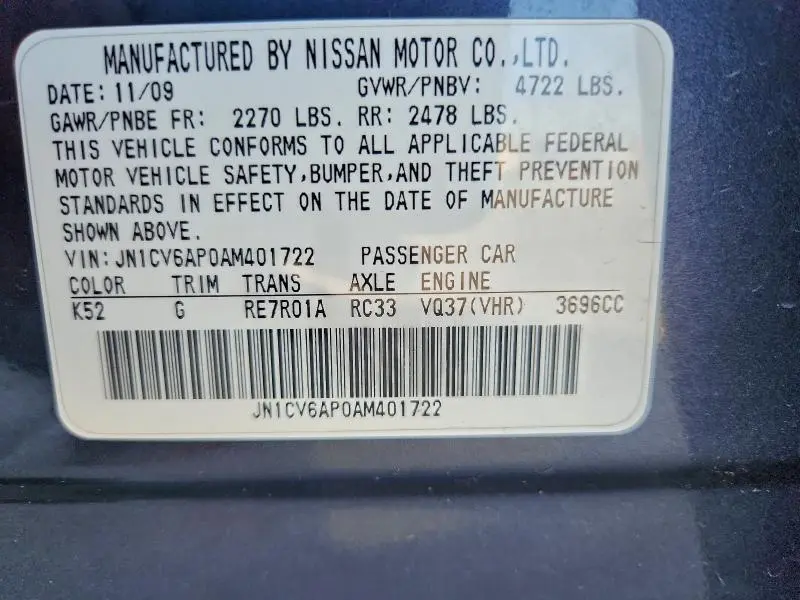 MANUFACTURED BY NISSAN MOTOR CO.,LTD.
DATE: 11/09 GVWR/PNBV: 4722 LBS.
GAWR/PNBE FR: 2270 LBS. RR: 2478 LBS.
THIS VEHICLE CONFORMS TO ALL APPLICABLE FEDERAL
MOTOR VEHICLE SAFETY,BUMPER,AND THEFT PREVENTION
STANDARDS IN EFFECT ON THE DATE OF MANUFACTURE
SHOWN ABOVE.
VIN: JN1CV6AP0AM401722 PASSENGER CAR
COLOR TRIM TRANS AXLE ENGINE
K52 G RE7R01A RC33 VQ37(VHR) 3696CC
JN1CV6AP0AM401722